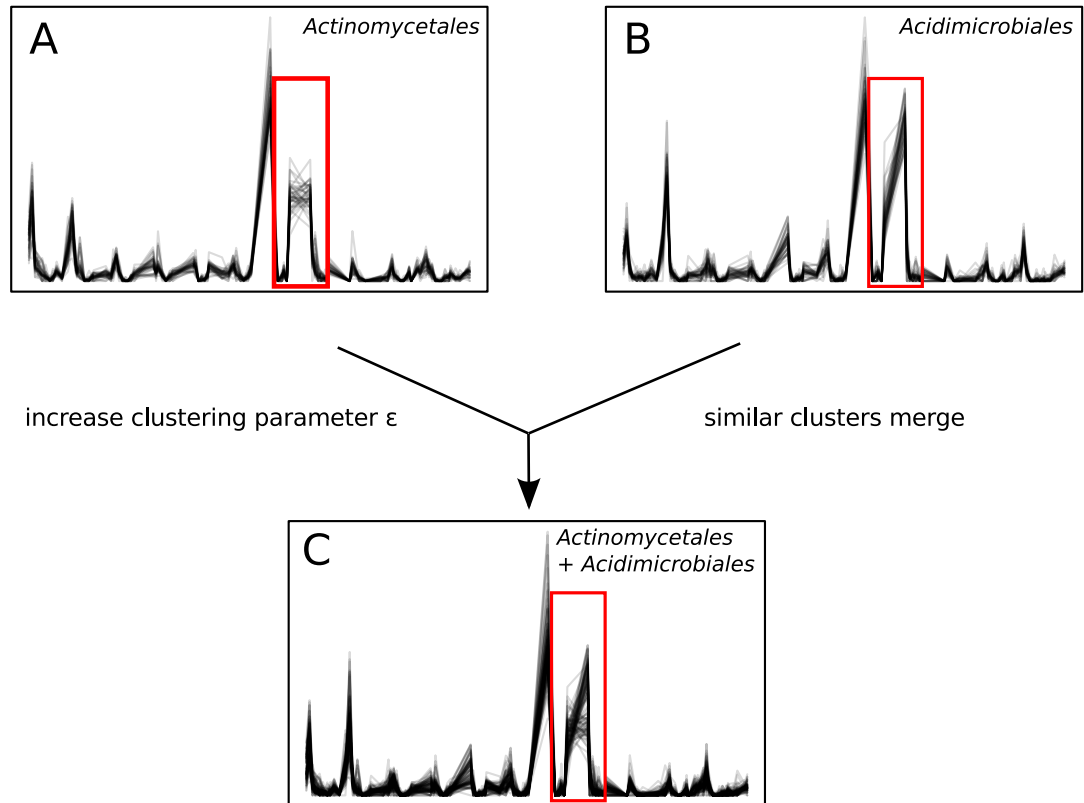 A
Actinomycetales
B
Acidimicrobiales
increase clustering parameter ε
similar clusters merge
C
Actinomycetales
+ Acidimicrobiales